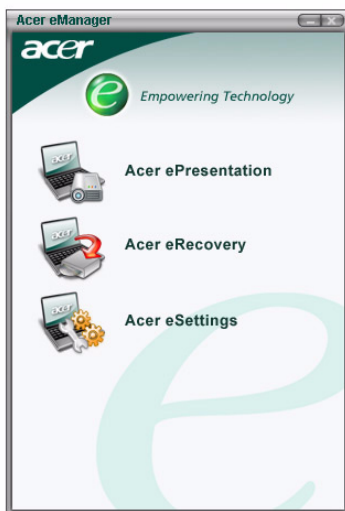 Acer eManager
acer
e Empowering Technology
Acer ePresentation
Acer eRecovery
Acer eSettings